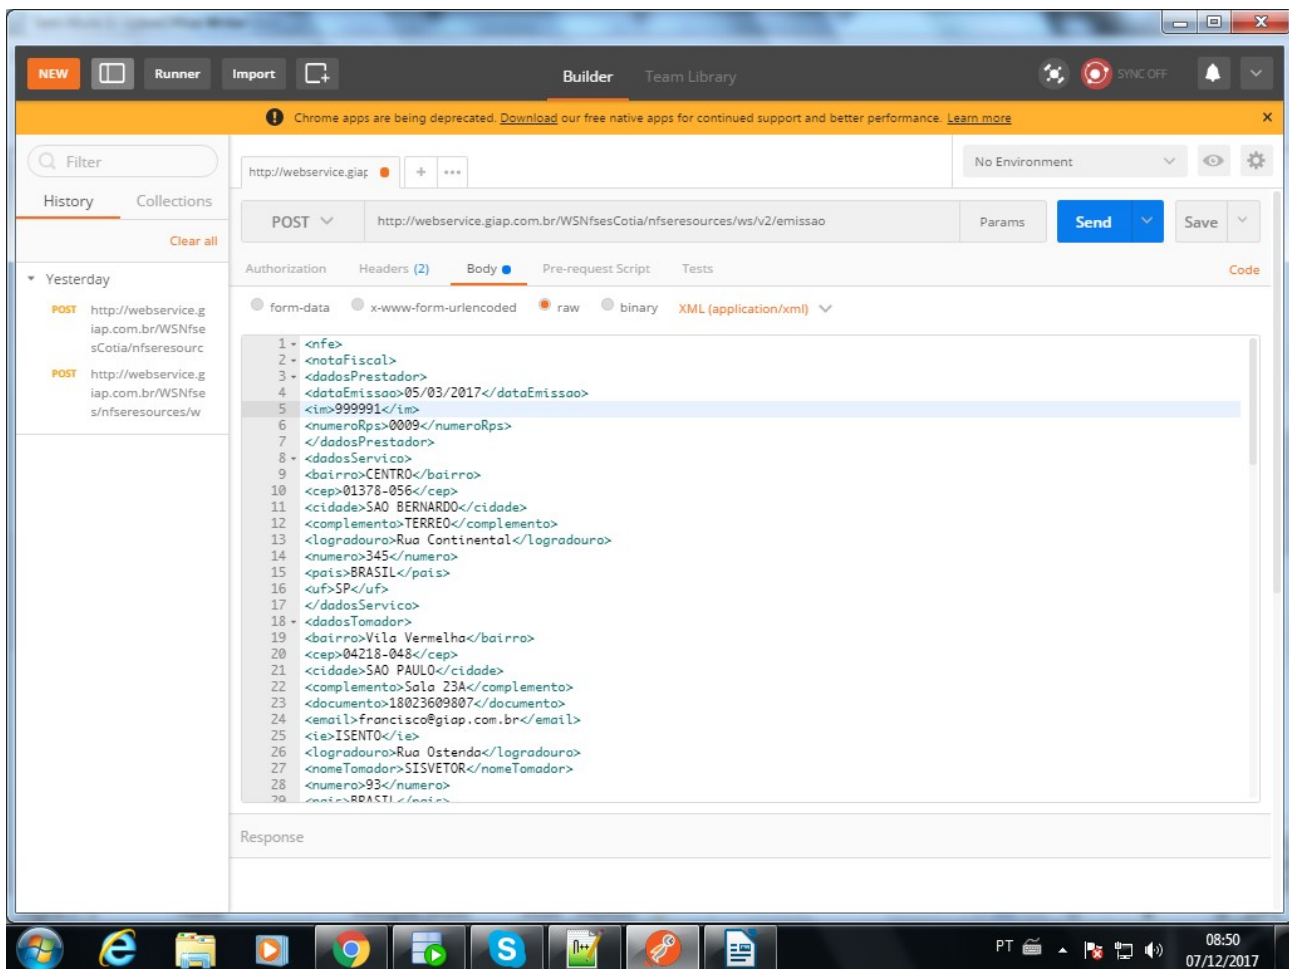 NEW
Runner
Import
Builder
Team Library
SYNC OFF
Chrome apps are being deprecated. Download our free native apps for continued support and better performance. Learn more
Filter
History
Collections
Clear all
Yesterday
POST http://webservice.g
iap.com.br/WSNfse
sCotia/nfseresourc
POST http://webservice.g
iap.com.br/WSNfse
s/nfseresources/w
http://webservice.giap
No Environment
POST
http://webservice.giap.com.br/WSNfsesCotia/nfseresources/ws/v2/emissao
Params
Send
Save
Authorization
Headers (2)
Body
Pre-request Script
Tests
Code
form-data
x-www-form-urlencoded
raw
binary
XML (application/xml)
1 <nfe>
2 <notaFiscal>
3 <dadosPrestador>
4 <dataEmissao>05/03/2017</dataEmissao>
5 <im>999991</im>
6 <numeroRps>0009</numeroRps>
7 </dadosPrestador>
8 <dadosServico>
9 <bairro>CENTRO</bairro>
10 <cep>01378-056</cep>
11 <cidade>SAO BERNARDO</cidade>
12 <complemento>TERREO</complemento>
13 <logradouro>Rua Continental</logradouro>
14 <numero>345</numero>
15 <pais>BRASIL</pais>
16 <uf>SP</uf>
17 </dadosServico>
18 <dadosTomador>
19 <bairro>Vila Vermelha</bairro>
20 <cep>04218-048</cep>
21 <cidade>SAO PAULO</cidade>
22 <complemento>Sala 23A</complemento>
23 <documento>18023609807</documento>
24 <email>francisco@giap.com.br</email>
25 <ie>ISENTO</ie>
26 <logradouro>Rua Ostenda</logradouro>
27 <nomeTomador>SISVETOR</nomeTomador>
28 <numero>93</numero>
29 <pais>BRASIL</pais>
Response
PT
08:50
07/12/2017